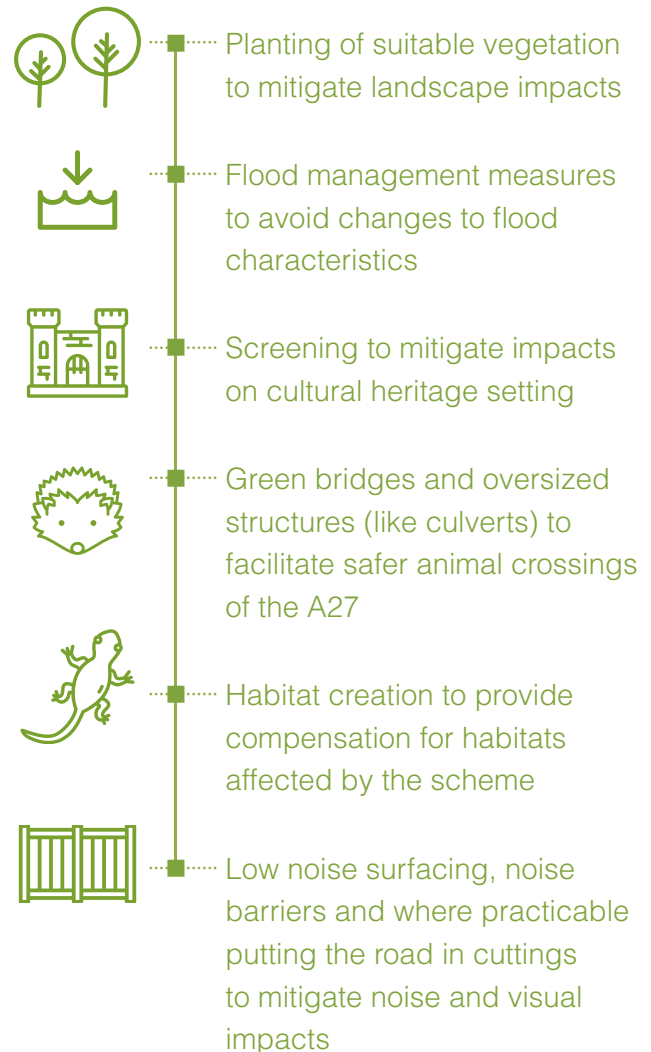 Planting of suitable vegetation
to mitigate landscape impacts
Flood management measures
to avoid changes to flood
characteristics
Screening to mitigate impacts
on cultural heritage setting
Green bridges and oversized
structures (like culverts) to
facilitate safer animal crossings
of the A27
Habitat creation to provide
compensation for habitats
affected by the scheme
Low noise surfacing, noise
barriers and where practicable
putting the road in cuttings
to mitigate noise and visual
impacts